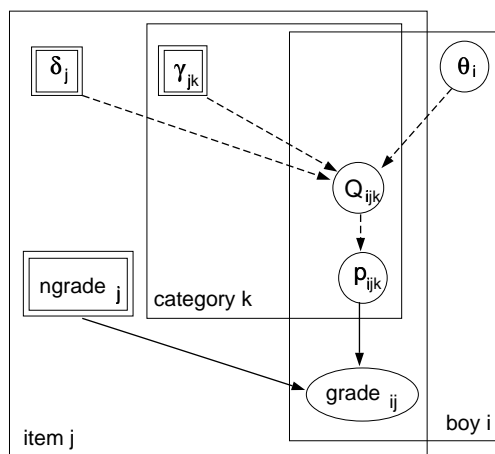 δj
γjk
θi
Qijk
ngrade j
pijk
category k
grade ij
boy i
item j